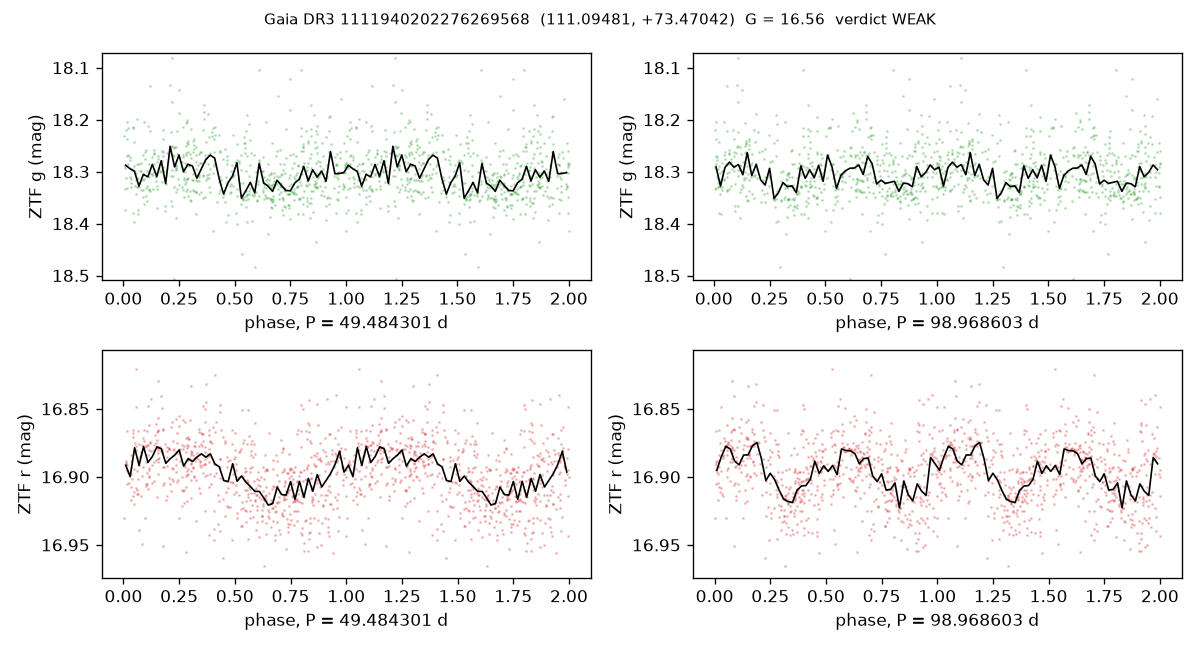 Gaia DR3 1111940202276269568 (111.09481, +73.47042) G = 16.56 verdict WEAK
ZTF g (mag)
18.1
18.2
18.3
18.4
18.5
0.00 0.25 0.50 0.75 1.00 1.25 1.50 1.75 2.00
phase, P = 49.484301 d
ZTF g (mag)
18.1
18.2
18.3
18.4
18.5
0.00 0.25 0.50 0.75 1.00 1.25 1.50 1.75 2.00
phase, P = 98.968603 d
ZTF r (mag)
16.85
16.90
16.95
0.00 0.25 0.50 0.75 1.00 1.25 1.50 1.75 2.00
phase, P = 49.484301 d
ZTF r (mag)
16.85
16.90
16.95
0.00 0.25 0.50 0.75 1.00 1.25 1.50 1.75 2.00
phase, P = 98.968603 d